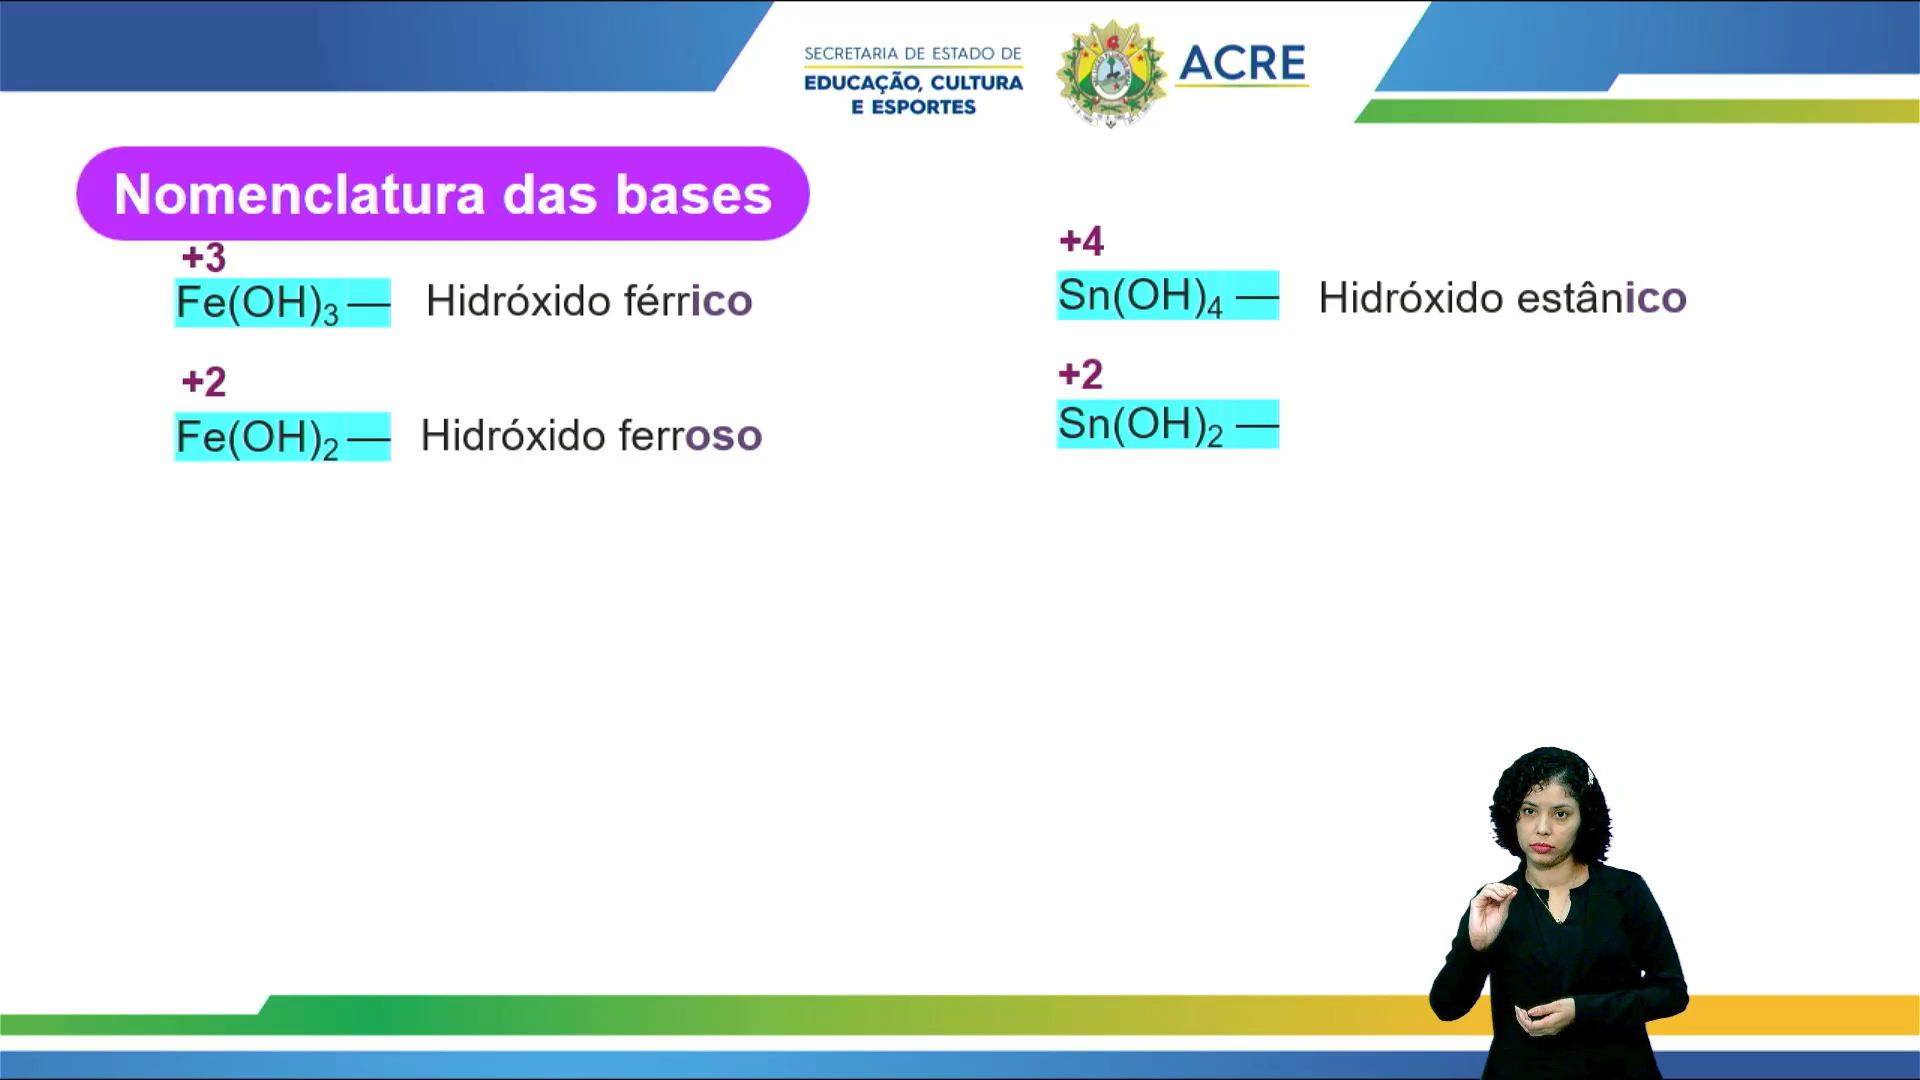 SECRETARIA DE ESTADO DE
EDUCAÇÃO, CULTURA
E ESPORTES
ACRE
Nomenclatura das bases
+3
Fe(OH)₃ — Hidróxido férrico
+2
Fe(OH)₂ — Hidróxido ferroso
+4
Sn(OH)₄ — Hidróxido estânico
+2
Sn(OH)₂ —